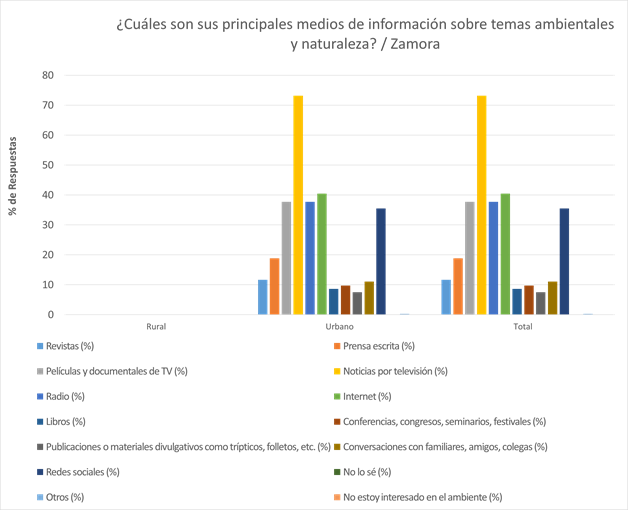 ¿Cuáles son sus principales medios de información sobre temas ambientales
y naturaleza? / Zamora
% de Respuestas
80
70
60
50
40
30
20
10
0
Rural
Urbano
Total
Revistas (%)
Prensa escrita (%)
Películas y documentales de TV (%)
Noticias por televisión (%)
Radio (%)
Internet (%)
Libros (%)
Conferencias, congresos, seminarios, festivales (%)
Publicaciones o materiales divulgativos como trípticos, folletos, etc. (%)
Conversaciones con familiares, amigos, colegas (%)
Redes sociales (%)
No lo sé (%)
Otros (%)
No estoy interesado en el ambiente (%)